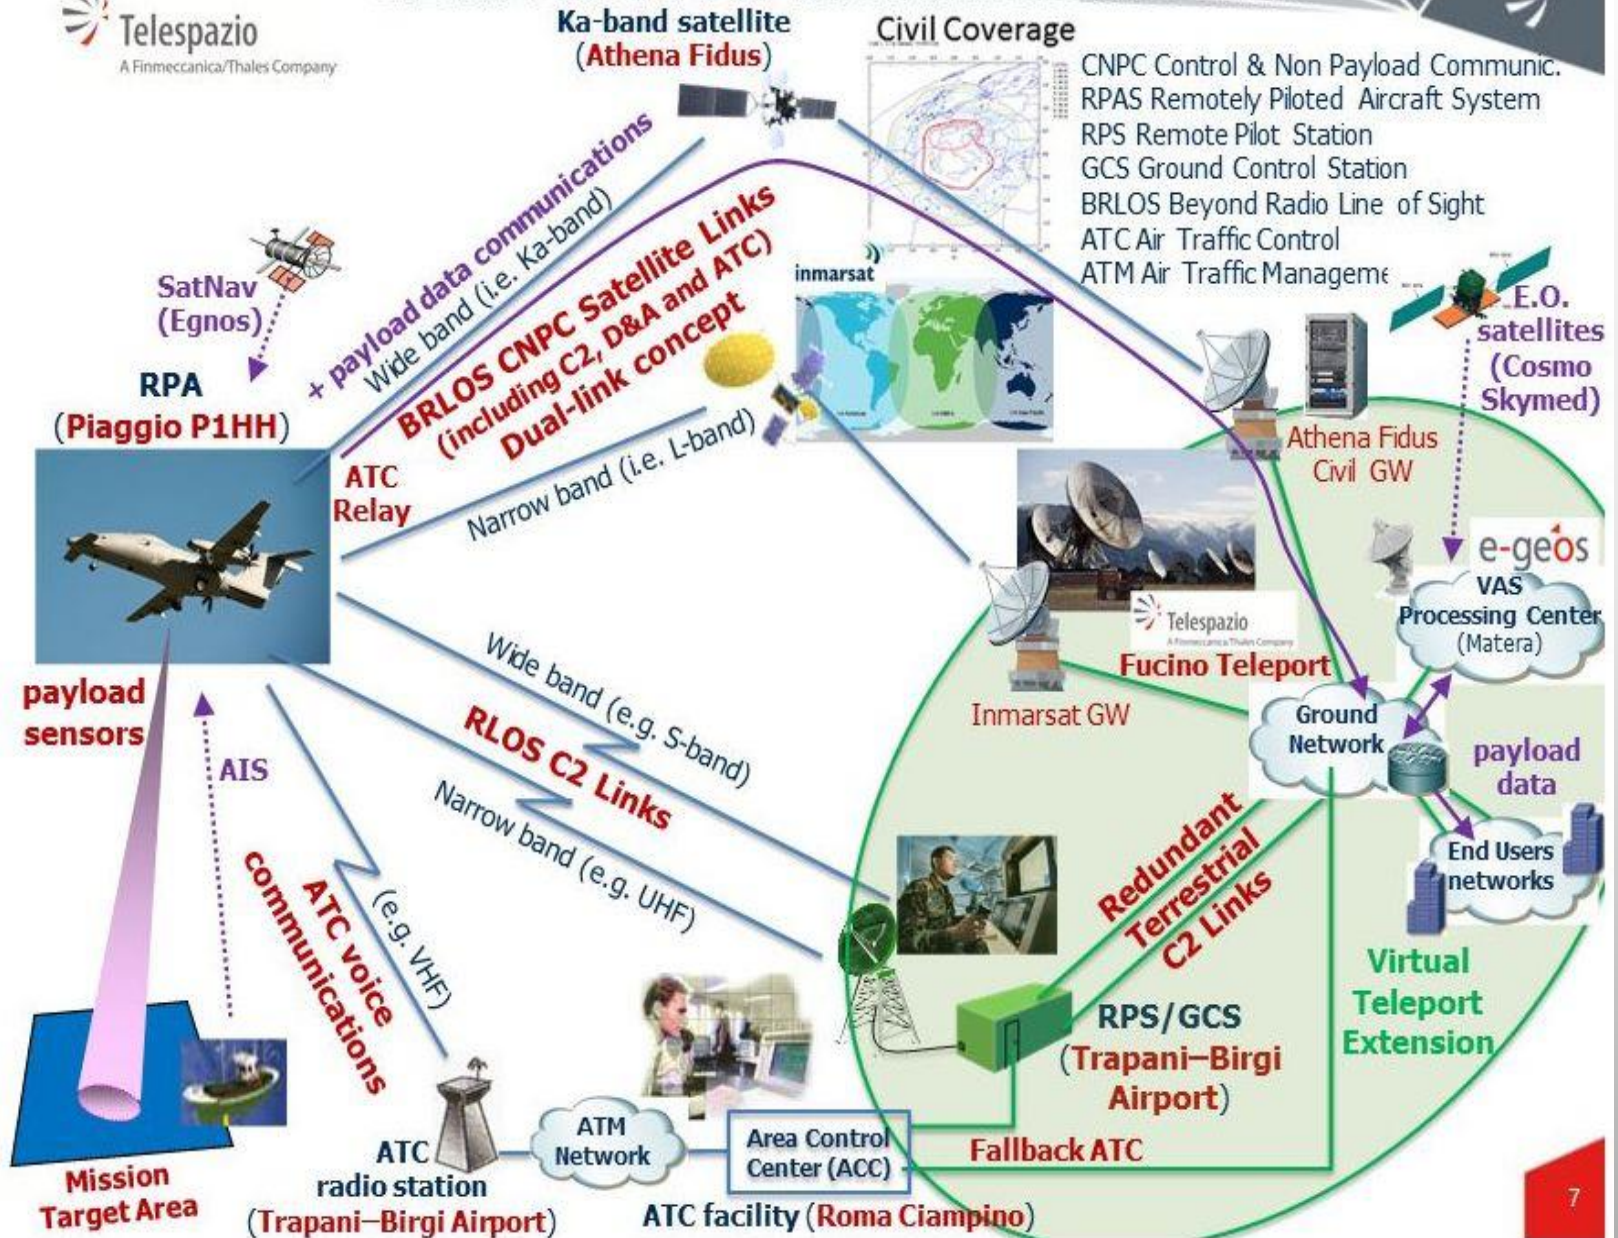 Telespazio
A Finmeccanica/Thales Company
Ka-band satellite
(Athena Fidus)
Civil Coverage
CNPC Control & Non Payload Communic.
RPAS Remotely Piloted Aircraft System
RPS Remote Pilot Station
GCS Ground Control Station
BRLOS Beyond Radio Line of Sight
ATC Air Traffic Control
ATM Air Traffic Manageme
SatNav
(Egnos)
+ payload data communications
Wide band (i.e. Ka-band)
BRLOS CNPC Satellite Links
(including C2, D&A and ATC)
Dual-link concept
Narrow band (i.e. L-band)
inmarsat
E.O.
satellites
(Cosmo
Skymed)
RPA
(Piaggio P1HH)
ATC
Relay
Athena Fidus
Civil GW
e-geos
VAS
Processing Center
(Matera)
Telespazio
A Finmeccanica/Thales Company
Fucino Teleport
Inmarsat GW
Ground
Network
payload
data
End Users
networks
payload
sensors
AIS
Wide band (e.g. S-band)
RLOS C2 Links
Narrow band (e.g. UHF)
ATC voice
communications
(e.g. VHF)
Redundant
Terrestrial
C2 Links
Virtual
Teleport
Extension
RPS/GCS
(Trapani–Birgi
Airport)
Mission
Target Area
ATC
radio station
(Trapani–Birgi Airport)
ATM
Network
Area Control
Center (ACC)
Fallback ATC
ATC facility (Roma Ciampino)
7